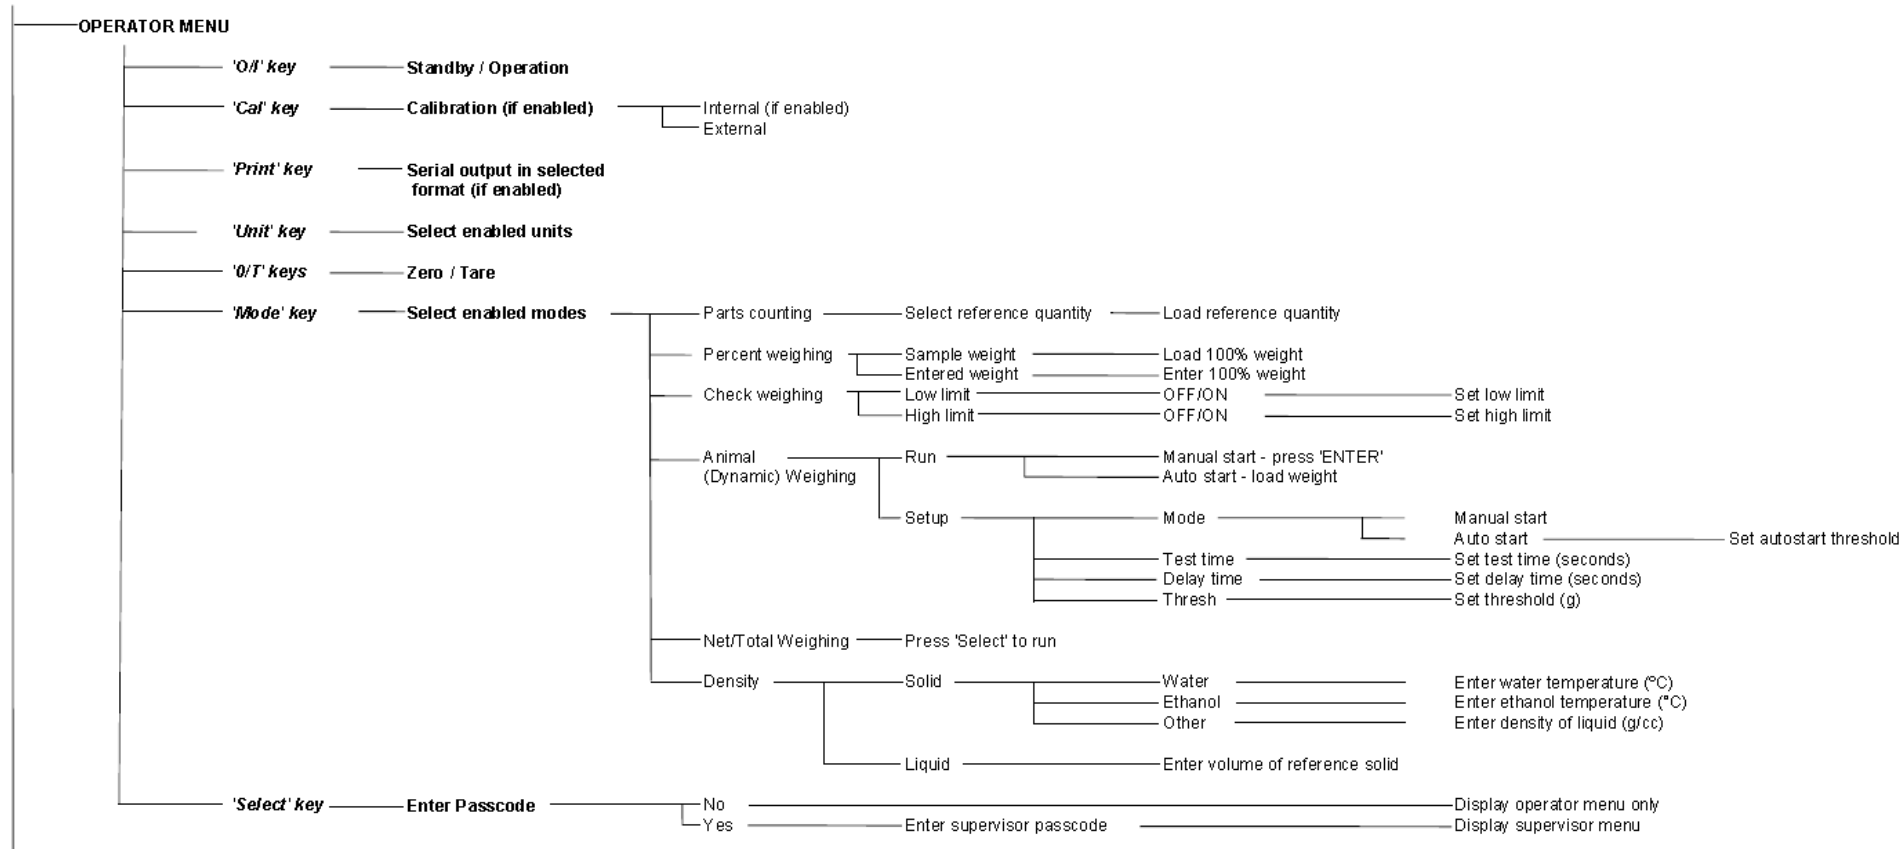 OPERATOR MENU
'O/I' key Standby / Operation
'Cal' key Calibration (if enabled) Internal (if enabled)
External
'Print' key Serial output in selected
format (if enabled)
'Unit' key Select enabled units
'0/T' keys Zero / Tare
'Mode' key Select enabled modes Parts counting Select reference quantity Load reference quantity
Percent weighing Sample weight Load 100% weight
Entered weight Enter 100% weight
Check weighing Low limit OFF/ON Set low limit
High limit OFF/ON Set high limit
Animal Run Manual start - press 'ENTER'
(Dynamic) Weighing Auto start - load weight
Setup Mode Manual start
Auto start Set autostart threshold
Test time Set test time (seconds)
Delay time Set delay time (seconds)
Thresh Set threshold (g)
Net/Total Weighing Press 'Select' to run
Density Solid Water Enter water temperature (ºC)
Ethanol Enter ethanol temperature (°C)
Other Enter density of liquid (g/cc)
Liquid Enter volume of reference solid
'Select' key Enter Passcode No Display operator menu only
Yes Enter supervisor passcode Display supervisor menu